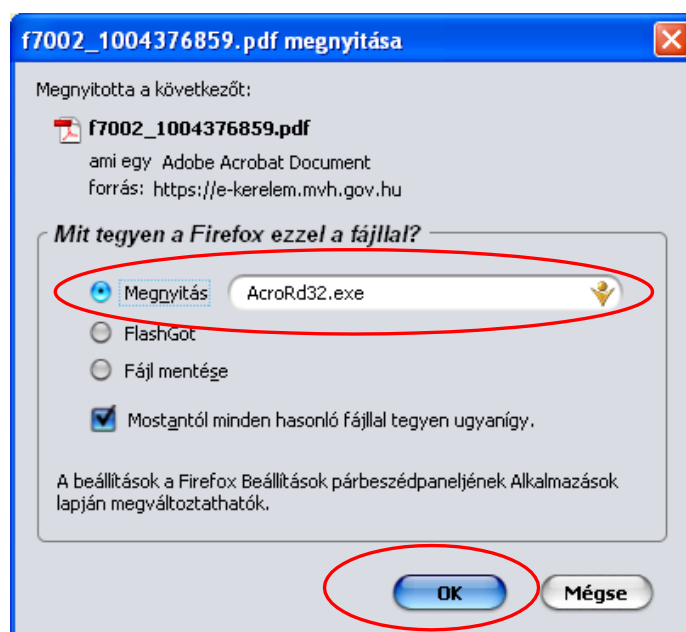 f7002_1004376859.pdf megnyitása
Megnyitotta a következőt:
f7002_1004376859.pdf
ami egy Adobe Acrobat Document
forrás: https://e-kerelem.mvh.gov.hu
Mit tegyen a Firefox ezzel a fájllal?
Megnyitás AcroRd32.exe
FlashGot
Fájl mentése
Mostantól minden hasonló fájllal tegyen ugyanígy.
A beállítások a Firefox Beállítások párbeszédpaneljének Alkalmazások
lapján megváltoztathatók.
OK Mégse